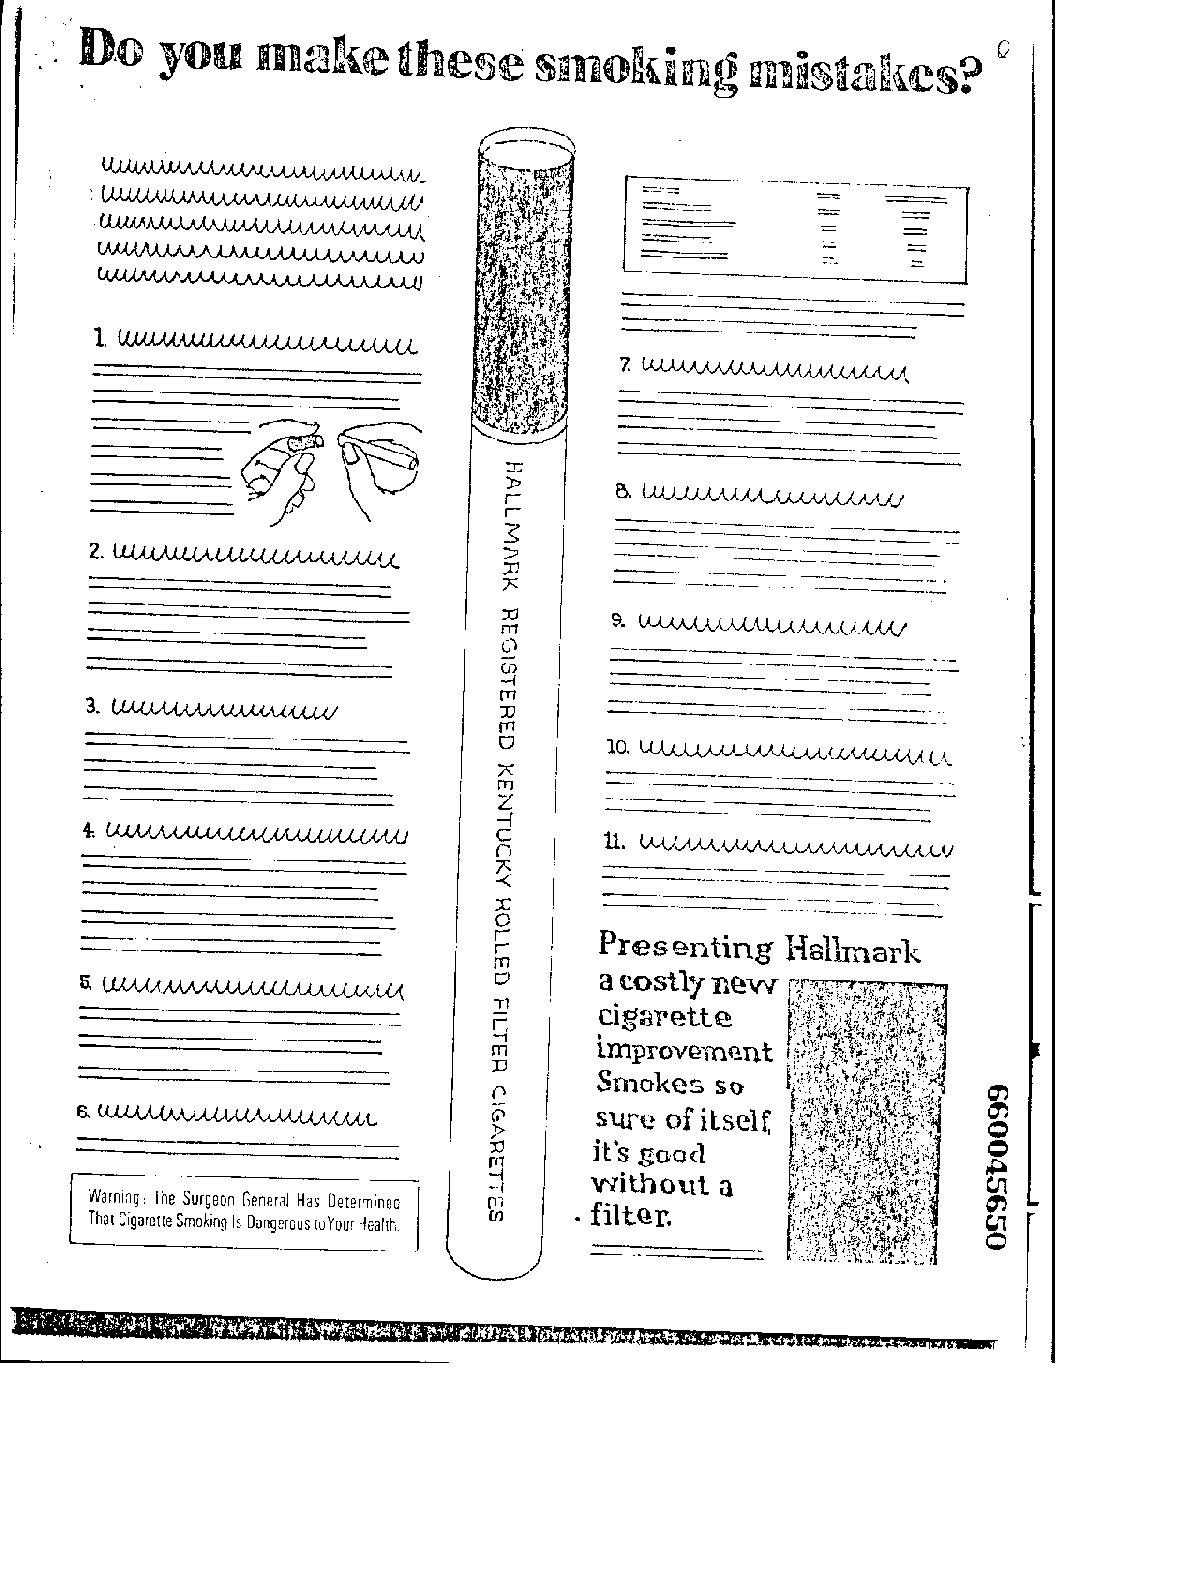 Do you make these smoking mistakes?
1.
2.
3.
4.
5.
6.
Warning: The Surgeon General Has Determined
That Cigarette Smoking Is Dangerous to Your Health.
HALLMARK REGISTERED KENTUCKY ROLLED FILTER CIGARETTES
7.
8.
9.
10.
11.
Presenting Hallmark
a costly new
cigarette
improvement
Smokes so
sure of itself,
it's good
without a
filter.
660045650